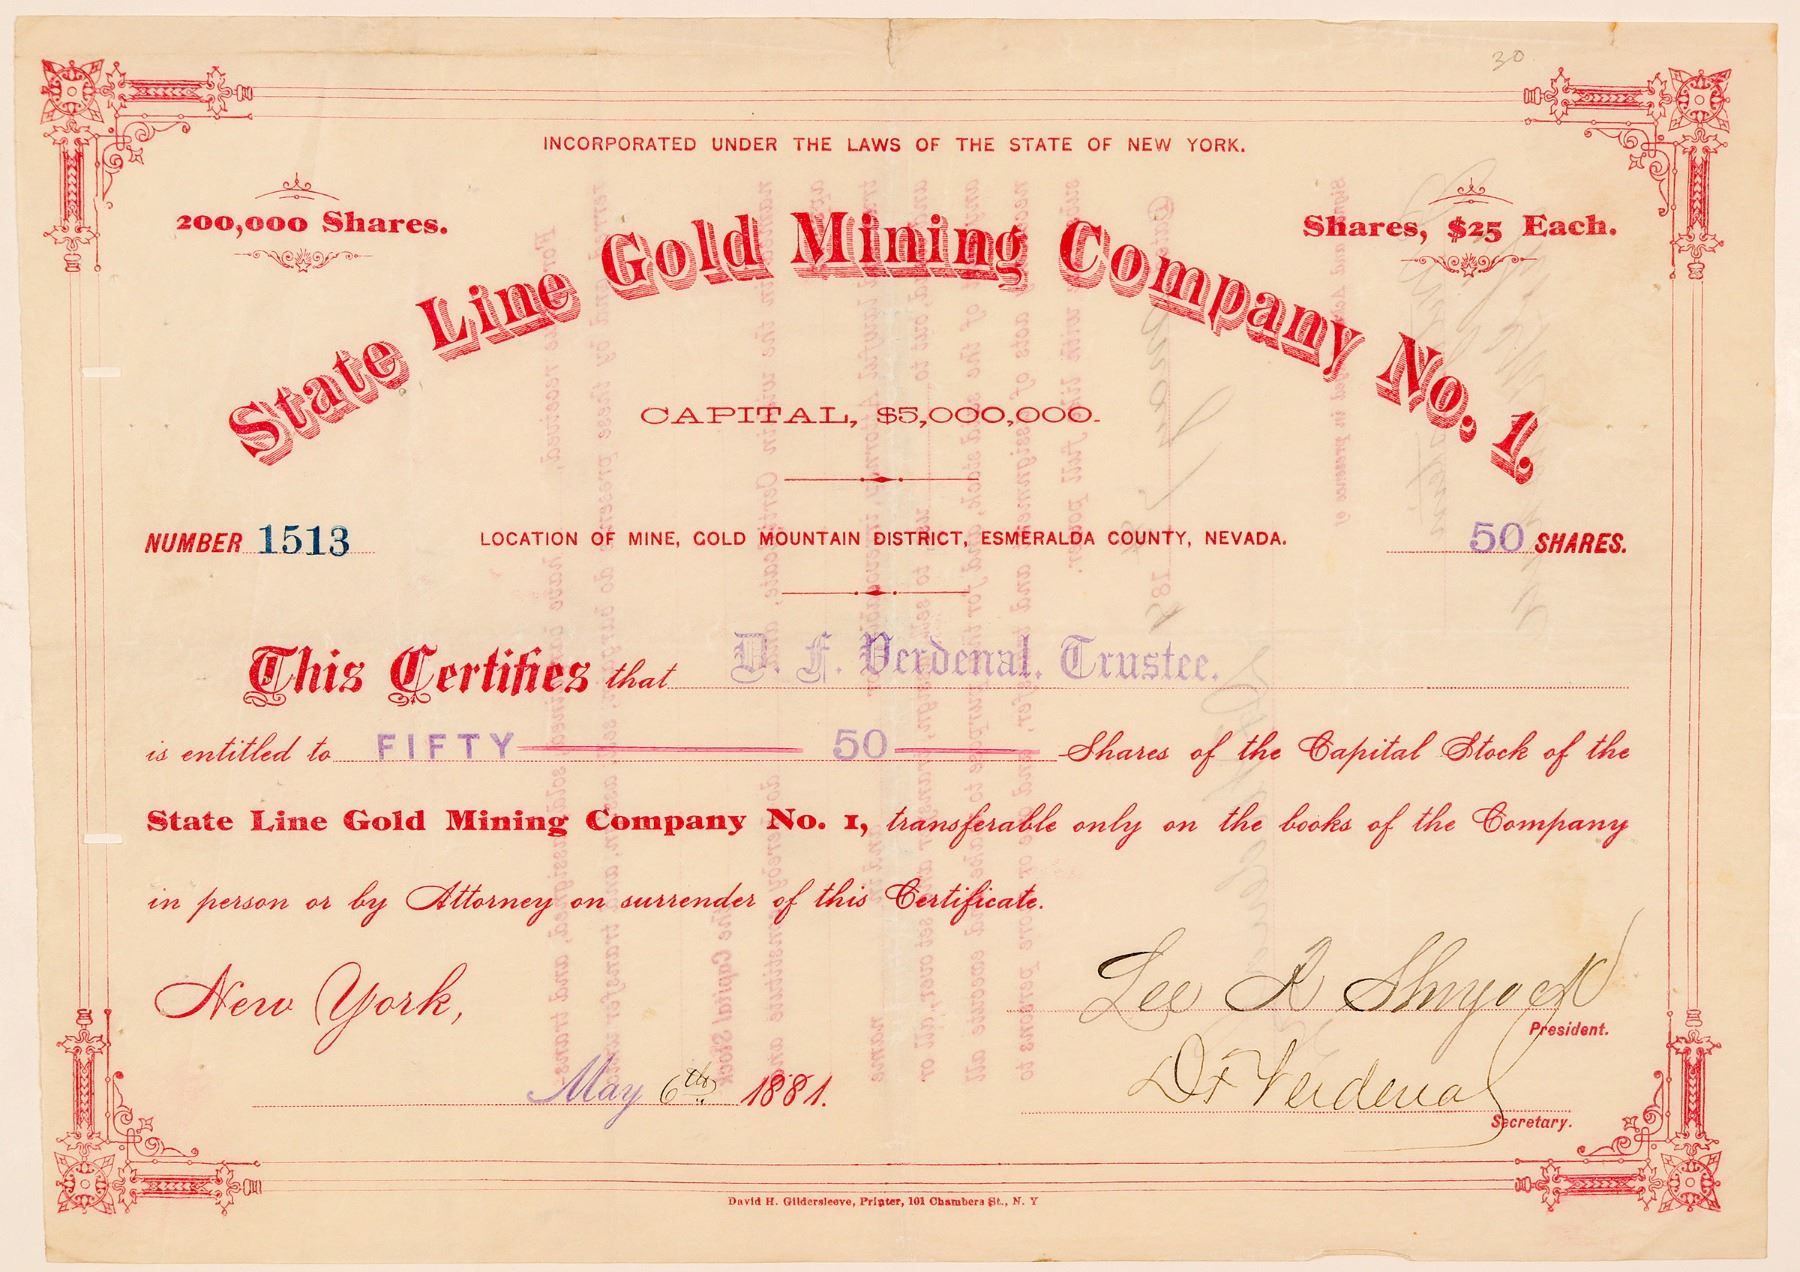 30
INCORPORATED UNDER THE LAWS OF THE STATE OF NEW YORK.
200,000 Shares.
Shares, $25 Each.
State Line Gold Mining Company No. 1,
CAPITAL, $5,000,000.
NUMBER 1513
LOCATION OF MINE, GOLD MOUNTAIN DISTRICT, ESMERALDA COUNTY, NEVADA.
50 SHARES.
This Certifies that D. F. Verdenal. Trustee.
is entitled to FIFTY 50 Shares of the Capital Stock of the
State Line Gold Mining Company No. 1, transferable only on the books of the Company
in person or by Attorney on surrender of this Certificate.
New York,
May 6th 1881.
Lee R Shryock
President.
D F Verdenal
Secretary.
David H. Gildersleeve, Printer, 101 Chambers St., N. Y